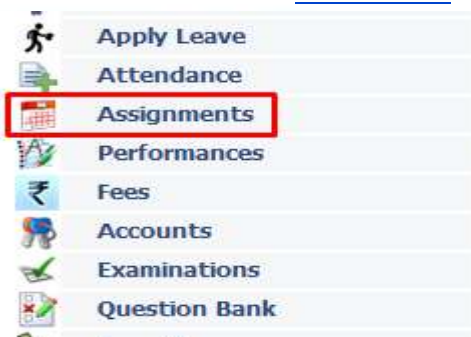 Apply Leave
Attendance
Assignments
Performances
Fees
Accounts
Examinations
Question Bank